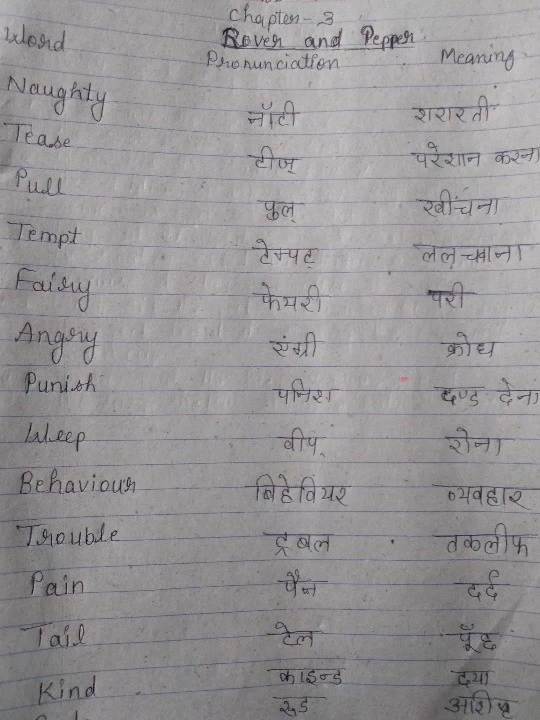 Chapter - 3
Rover and Pepper
Word Pronunciation Meaning
Naughty नॉटी शरारती
Tease टीज् परेशान करना
Pull पुल् खींचना
Tempt टेम्पट् ललचाना
Fairy फेयरी परी
Angry एंग्री क्रोध
Punish पनिश दण्ड देना
Weep वीप् रोना
Behaviour बिहेवियर व्यवहार
Trouble ट्रबल तकलीफ
Pain पैन दर्द
Tail टेल पूँछ
Kind काइन्ड दया